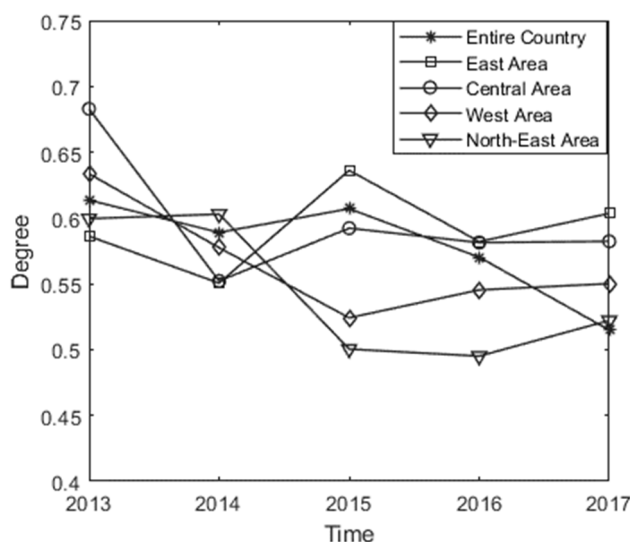 0.75
0.7
0.65
0.6
0.55
0.5
0.45
0.4
Degree
Entire Country
East Area
Central Area
West Area
North-East Area
2013
2014
2015
2016
2017
Time